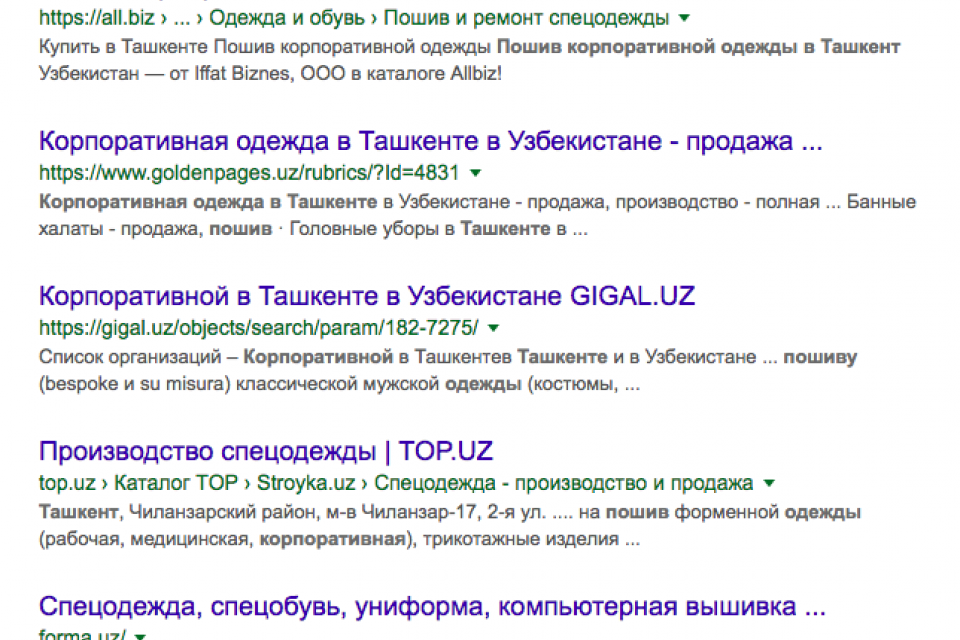 https://all.biz › ... › Одежда и обувь › Пошив и ремонт спецодежды ▼
Купить в Ташкенте Пошив корпоративной одежды Пошив корпоративной одежды в Ташкент
Узбекистан — от Iffat Biznes, ООО в каталоге Allbiz!
Корпоративная одежда в Ташкенте в Узбекистане - продажа ...
https://www.goldenpages.uz/rubrics/?Id=4831 ▼
Корпоративная одежда в Ташкенте в Узбекистане - продажа, производство - полная ... Банные
халаты - продажа, пошив · Головные уборы в Ташкенте в ...
Корпоративной в Ташкенте в Узбекистане GIGAL.UZ
https://gigal.uz/objects/search/param/182-7275/ ▼
Список организаций – Корпоративной в Ташкентев Ташкенте и в Узбекистане ... пошиву
(bespoke и su misura) классической мужской одежды (костюмы, ...
Производство спецодежды | TOP.UZ
top.uz › Каталог TOP › Stroyka.uz › Спецодежда - производство и продажа ▼
Ташкент, Чиланзарский район, м-в Чиланзар-17, 2-я ул. .... на пошив форменной одежды
(рабочая, медицинская, корпоративная), трикотажные изделия ...
Спецодежда, спецобувь, униформа, компьютерная вышивка ...
forma.uz/ ▼